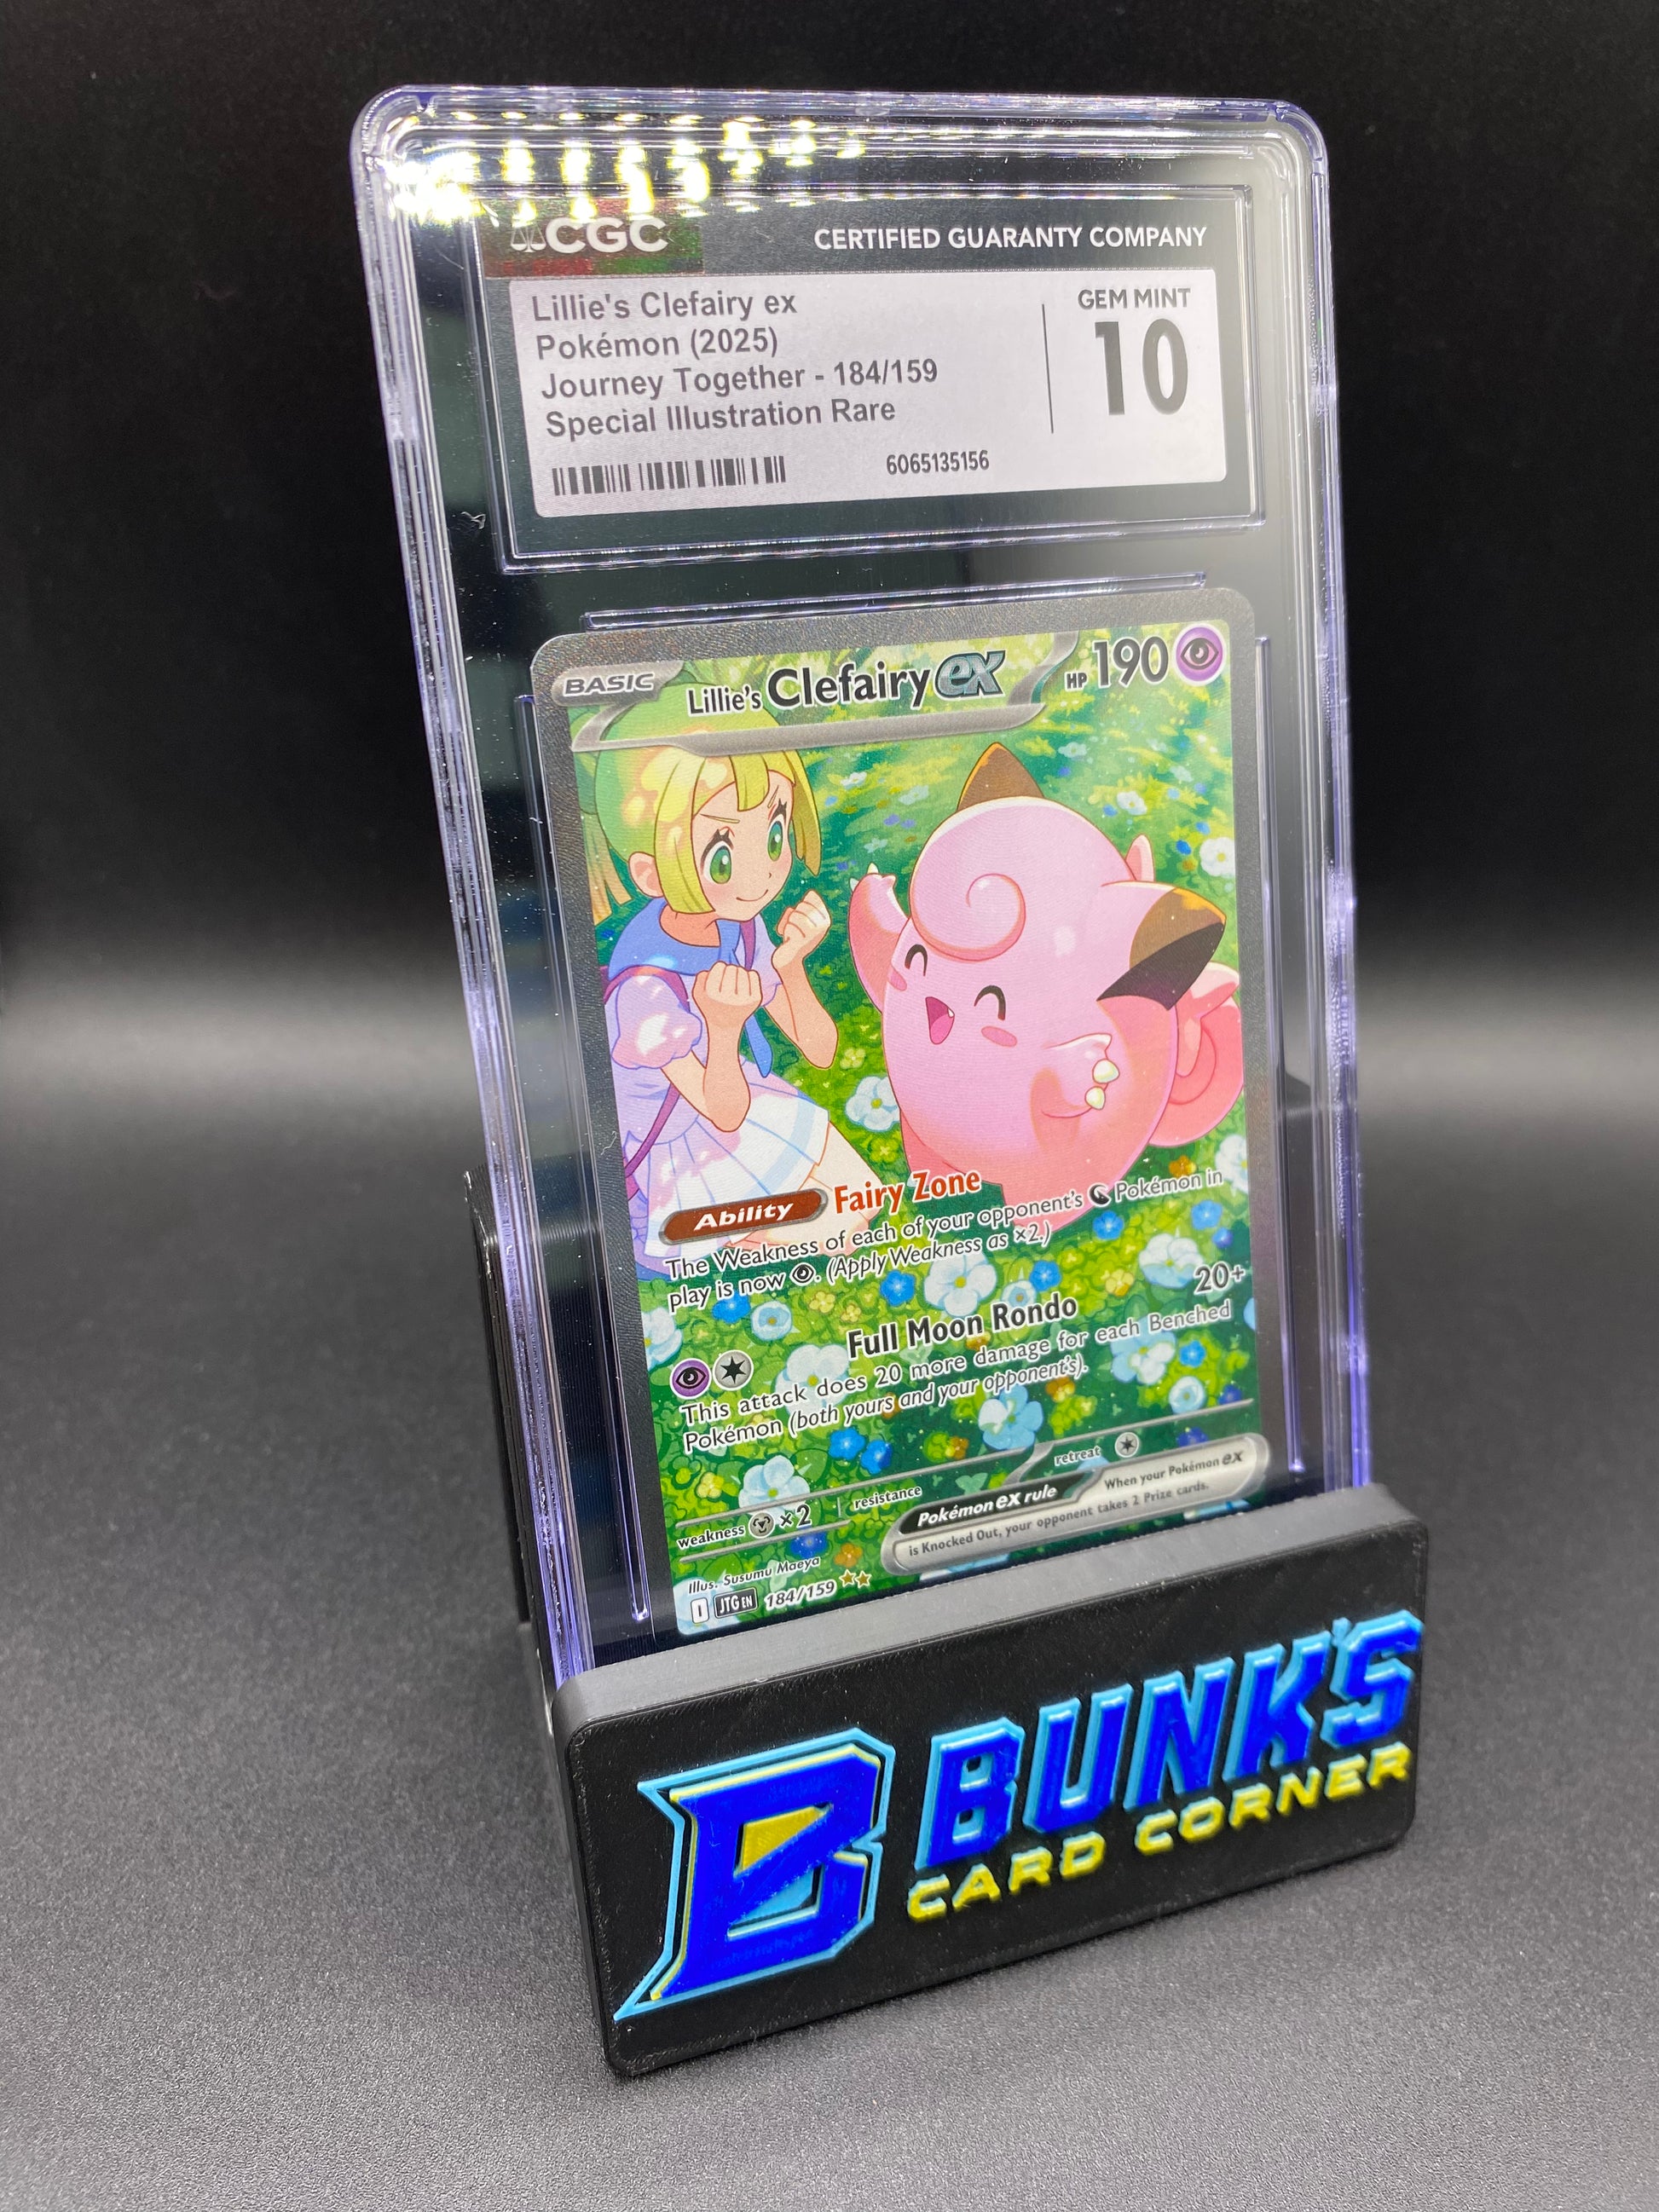 CGC
CERTIFIED GUARANTY COMPANY
Lillie's Clefairy ex
Pokémon (2025)
Journey Together - 184/159
Special Illustration Rare
GEM MINT
10
6065135156
BASIC
Lillie's Clefairy ex
HP 190
Ability Fairy Zone
The Weakness of each of your opponent's Pokémon in
play is now . (Apply Weakness as ×2.)
Full Moon Rondo 20+
This attack does 20 more damage for each Benched
Pokémon (both yours and your opponent's).
weakness ×2 resistance retreat
Pokémon ex rule When your Pokémon ex
is Knocked Out, your opponent takes 2 Prize cards.
Illus. Susumu Maeya
I JTG EN 184/159
B BUNK'S
CARD CORNER